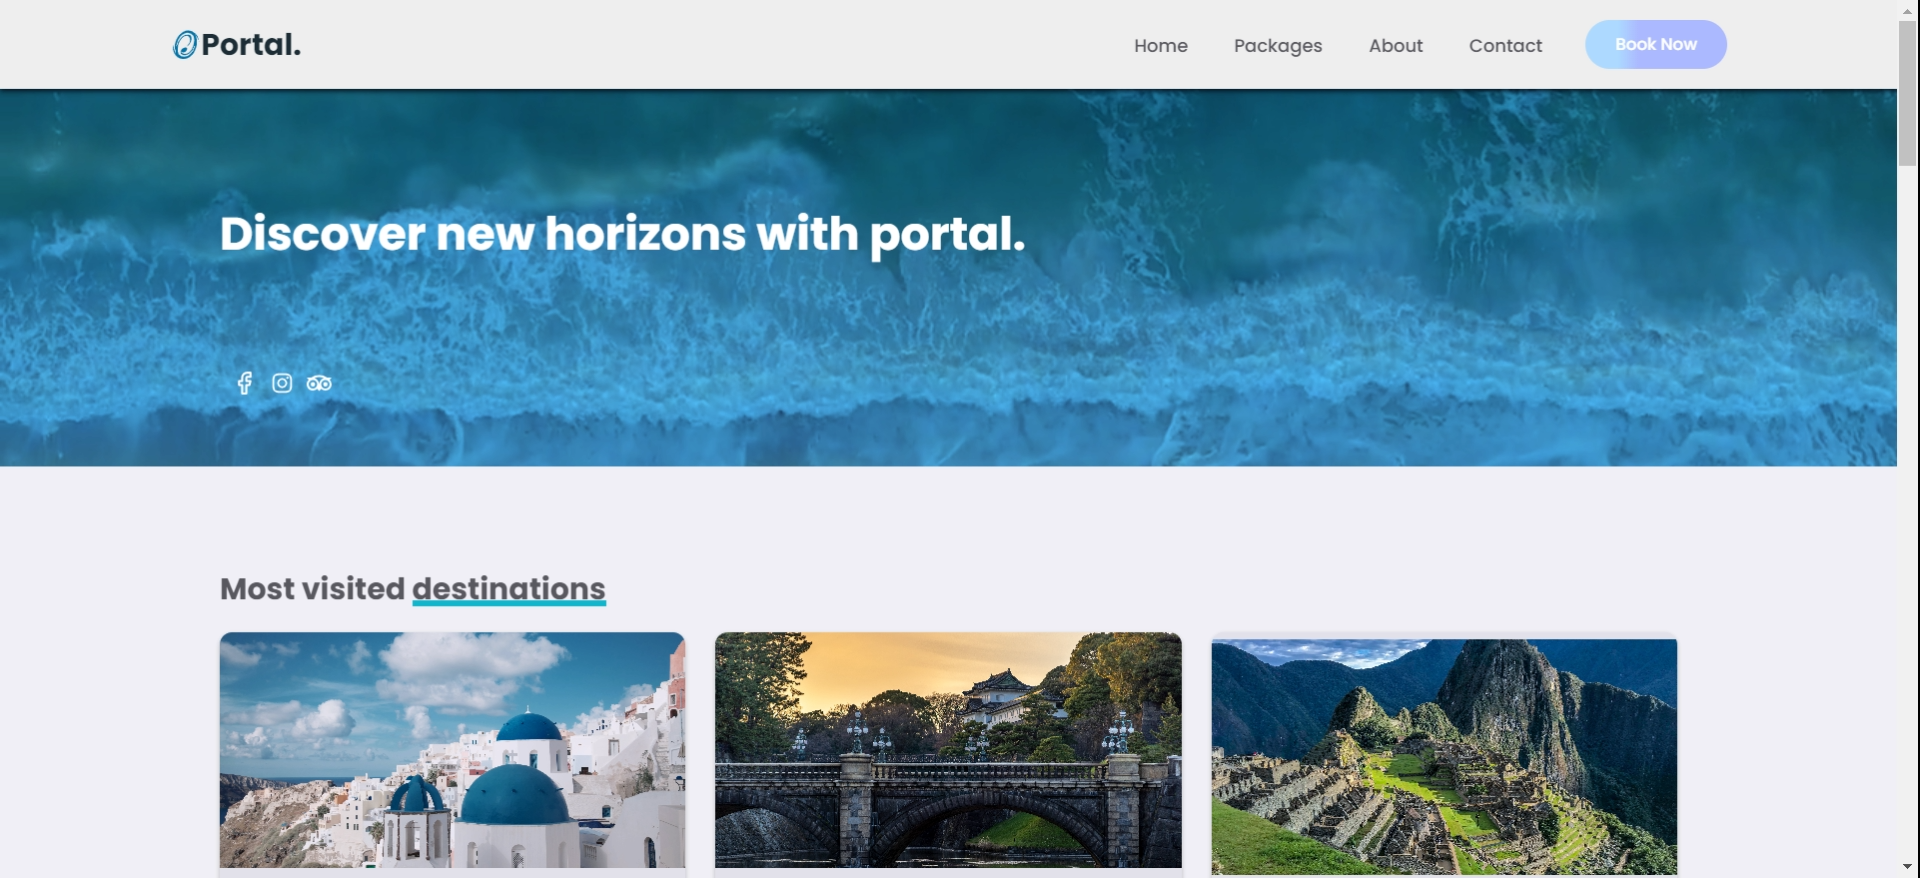 Portal.
Home
Packages
About
Contact
Book Now
Discover new horizons with portal.
Most visited destinations